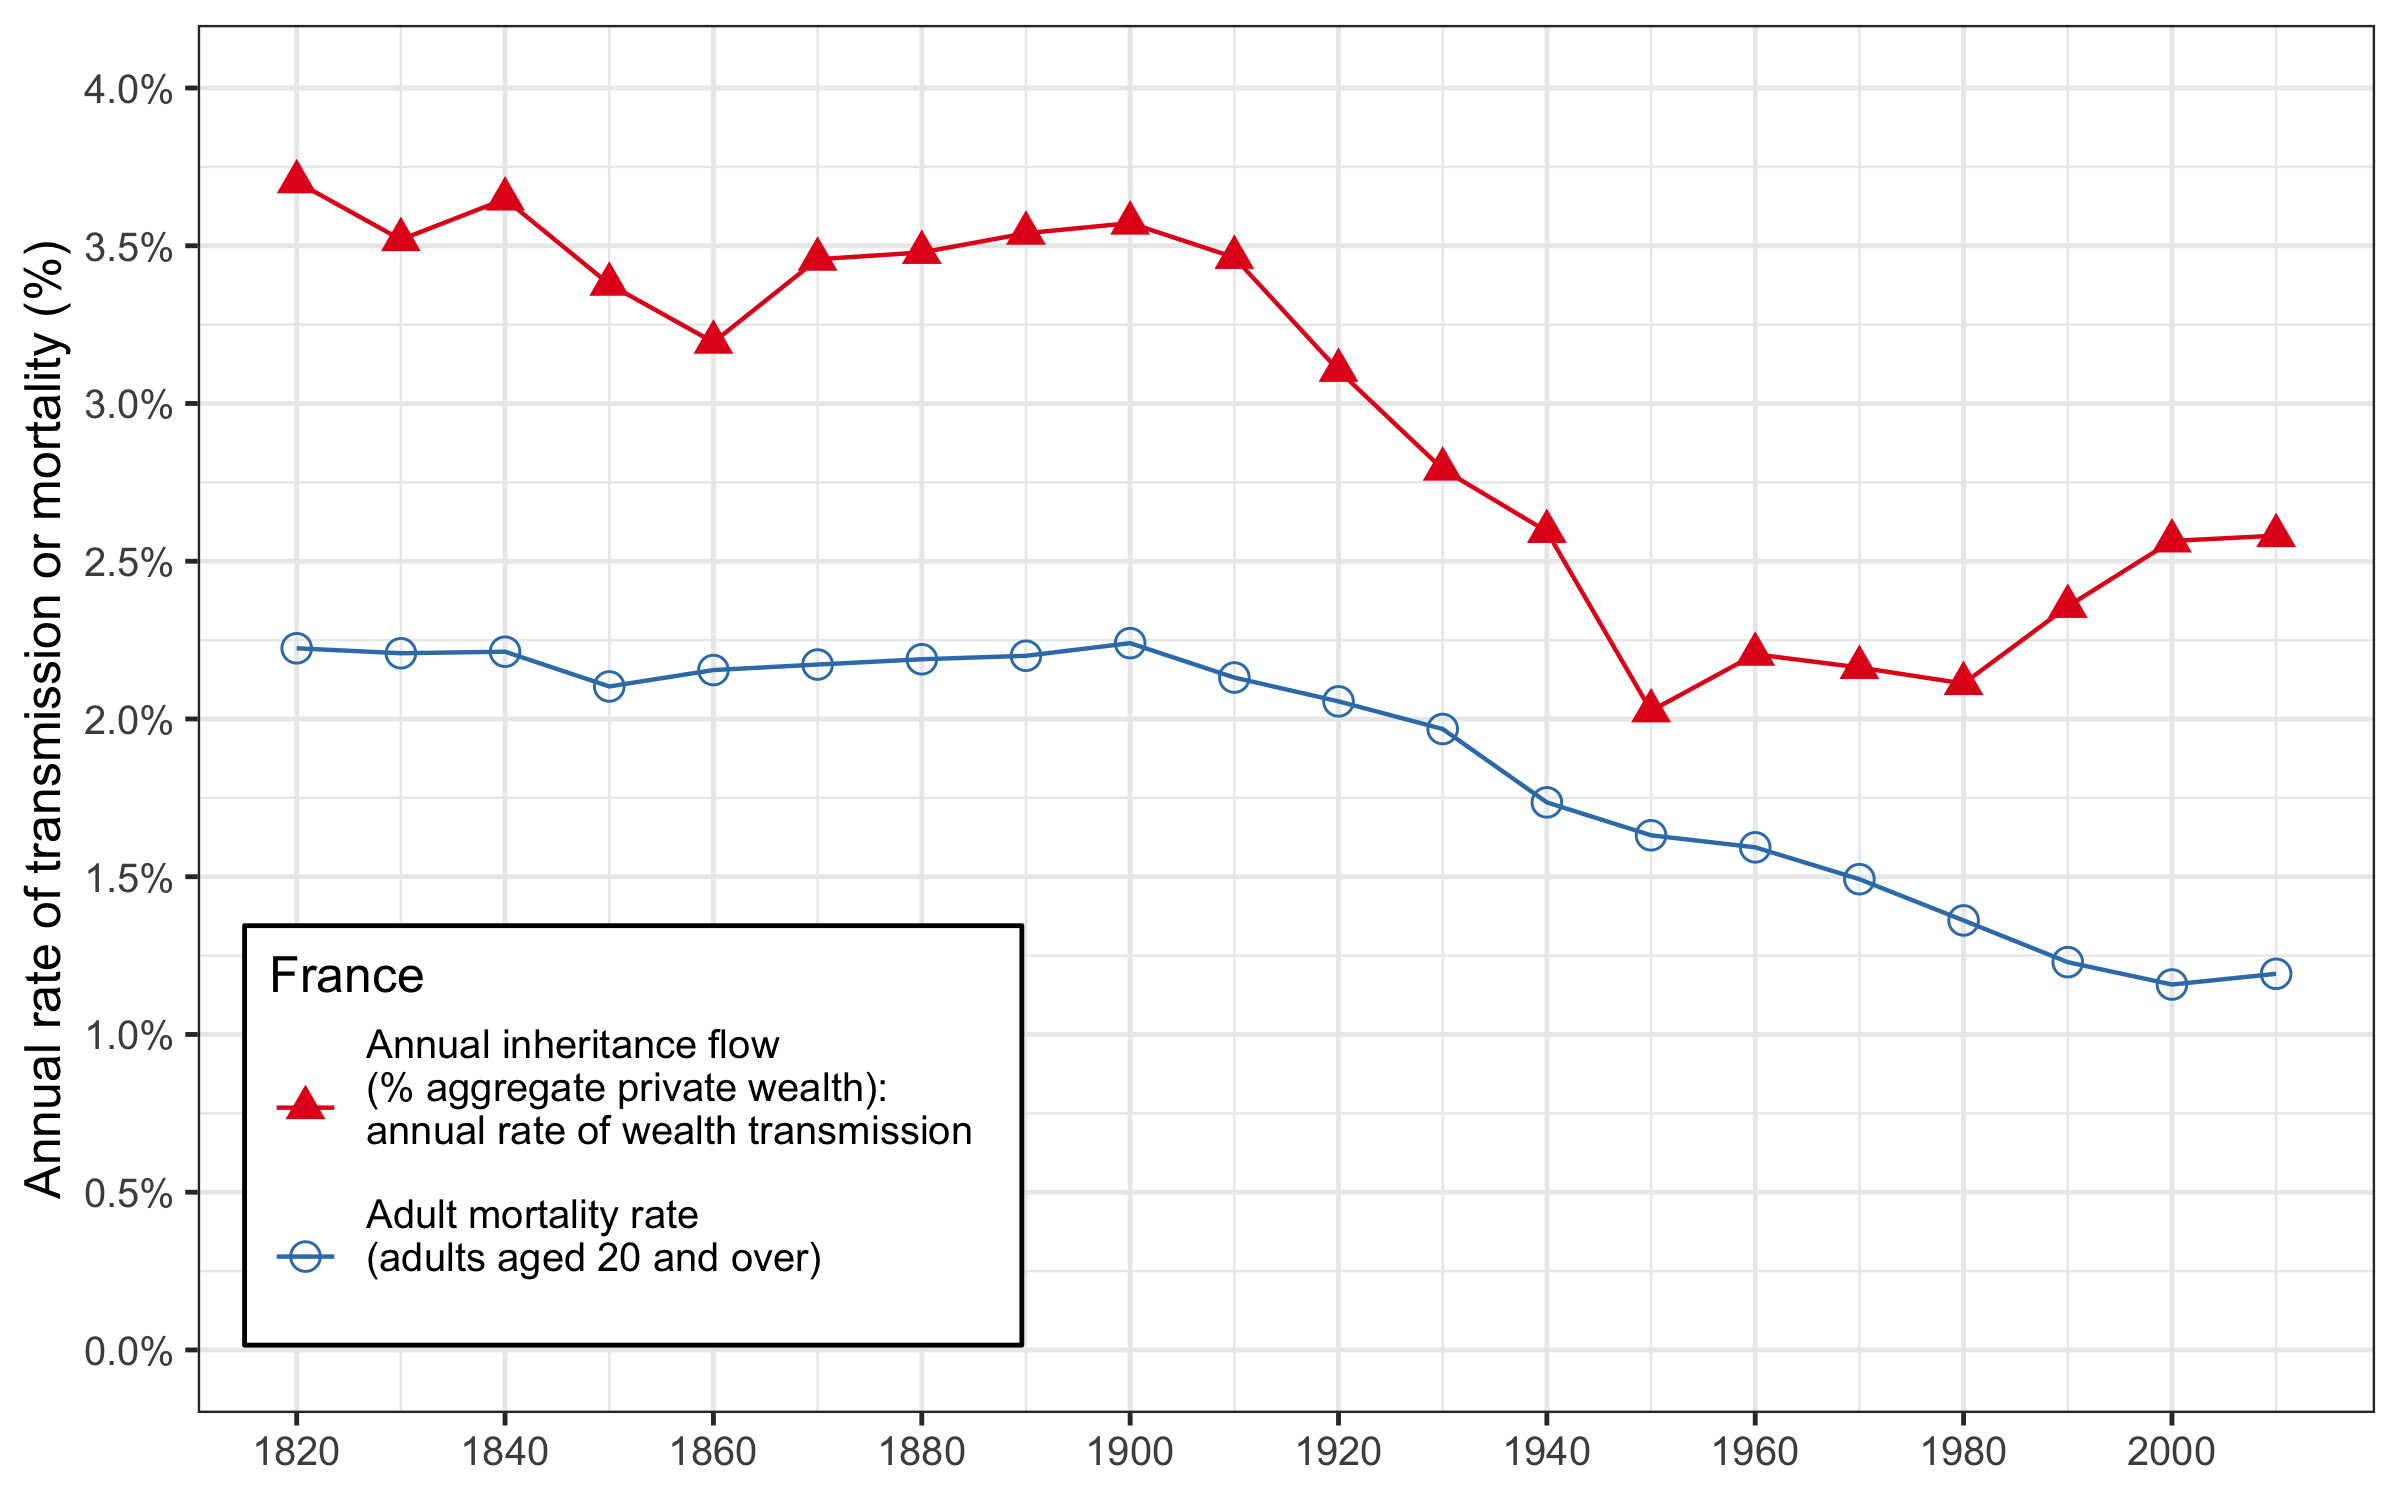 Annual rate of transmission or mortality (%)
4.0%
3.5%
3.0%
2.5%
2.0%
1.5%
1.0%
0.5%
0.0%
France
Annual inheritance flow
(% aggregate private wealth):
annual rate of wealth transmission
Adult mortality rate
(adults aged 20 and over)
1820 1840 1860 1880 1900 1920 1940 1960 1980 2000